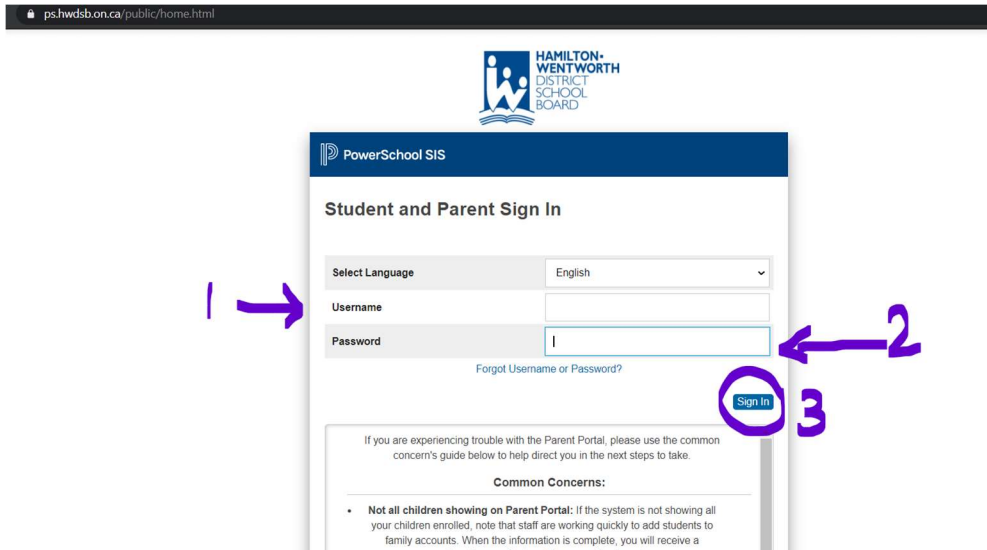 ps.hwdsb.on.ca/public/home.html
HAMILTON-
WENTWORTH
DISTRICT
SCHOOL
BOARD
PowerSchool SIS
Student and Parent Sign In
Select Language English
1
Username
Password
2
Forgot Username or Password?
Sign In
3
If you are experiencing trouble with the Parent Portal, please use the common
concern's guide below to help direct you in the next steps to take.
Common Concerns:
• Not all children showing on Parent Portal: If the system is not showing all
your children enrolled, note that staff are working quickly to add students to
family accounts. When the information is complete, you will receive a